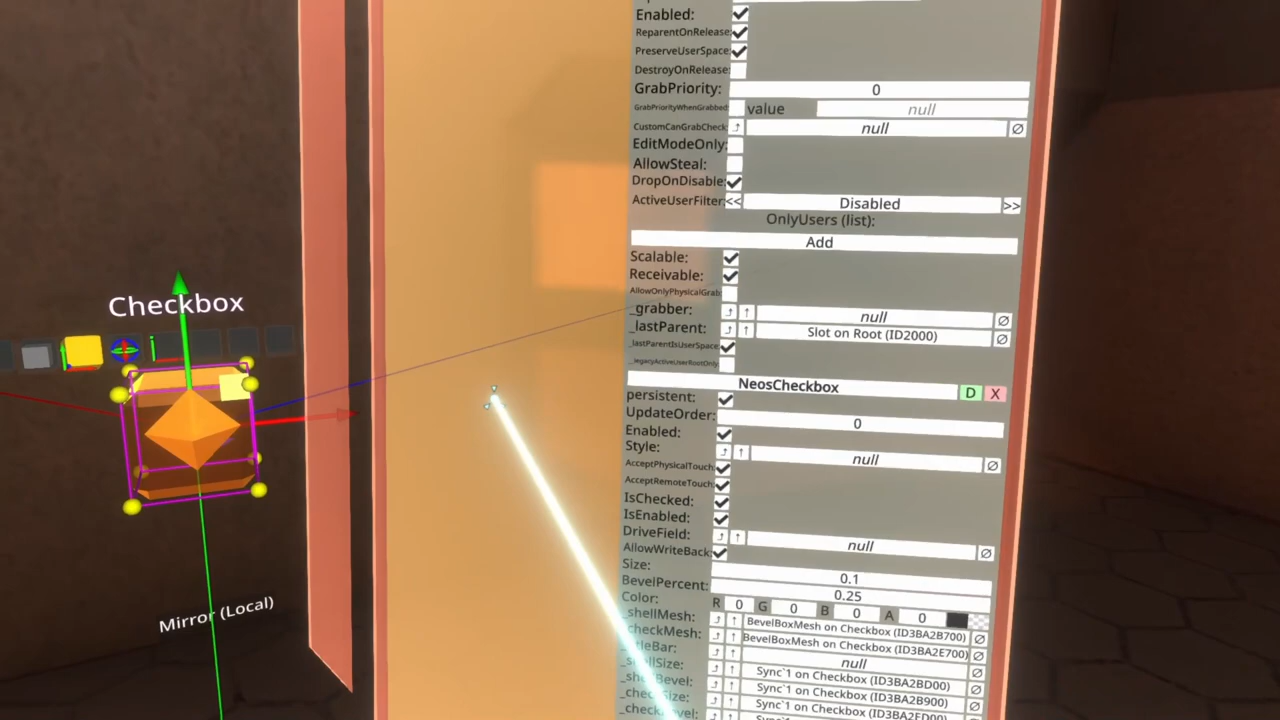 Enabled:
ReparentOnRelease:
PreserveUserSpace:
DestroyOnRelease:
GrabPriority: 0
GrabPriorityWhenGrabbed: value null
CustomCanGrabCheck: null
EditModeOnly:
AllowSteal:
DropOnDisable:
ActiveUserFilter: << Disabled >>
OnlyUsers (list):
Add
Scalable:
Receivable:
AllowOnlyPhysicalGrab:
_grabber: null
_lastParent: Slot on Root (ID2000)
_lastParentIsUserSpace:
_legacyActiveUserRootOnly:
NeosCheckbox D X
persistent:
UpdateOrder: 0
Enabled:
Style: null
AcceptPhysicalTouch:
AcceptRemoteTouch:
IsChecked:
IsEnabled:
DriveField: null
AllowWriteBack:
Size: 0.1
BevelPercent: 0.25
Color: R 0 G 0 B 0 A 0
_shellMesh: BevelBoxMesh on Checkbox (ID3BA2B700)
_checkMesh: BevelBoxMesh on Checkbox (ID3BA2E700)
null
_shellSize: Sync`1 on Checkbox (ID3BA2BD00)
Sync`1 on Checkbox (ID3BA2B900)
Sync`1 on Checkbox (ID3BA2ED00)
Checkbox
Mirror (Local)